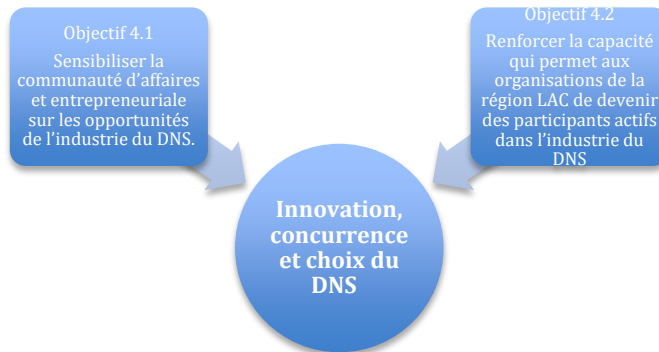 Objectif 4.1
Sensibiliser la
communauté d'affaires
et entrepreneuriale
sur les opportunités
de l'industrie du DNS.
Objectif 4.2
Renforcer la capacité
qui permet aux
organisations de la
région LAC de devenir
des participants actifs
dans l'industrie du
DNS
Innovation,
concurrence
et choix du
DNS